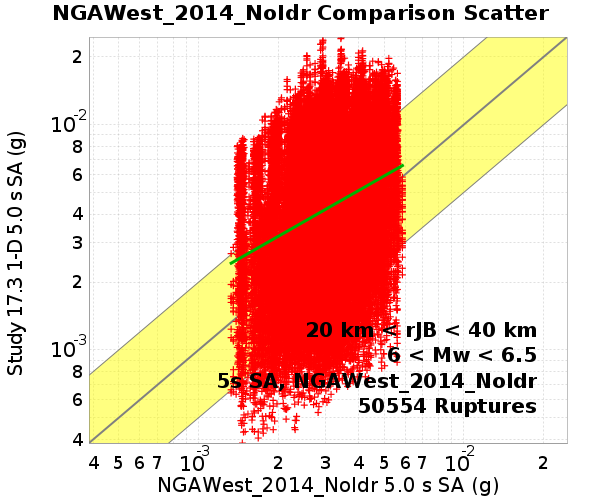 NGAWest_2014_NoIdr Comparison Scatter
Study 17.3 1-D 5.0 s SA (g)
2
10-2
8
6
4
3
2
10-3
8
6
4
20 km < rJB < 40 km
6 < Mw < 6.5
5s SA, NGAWest_2014_NoIdr
50554 Ruptures
4 5 6 7 10-3 2 3 4 5 6 7 10-2 2
NGAWest_2014_NoIdr 5.0 s SA (g)